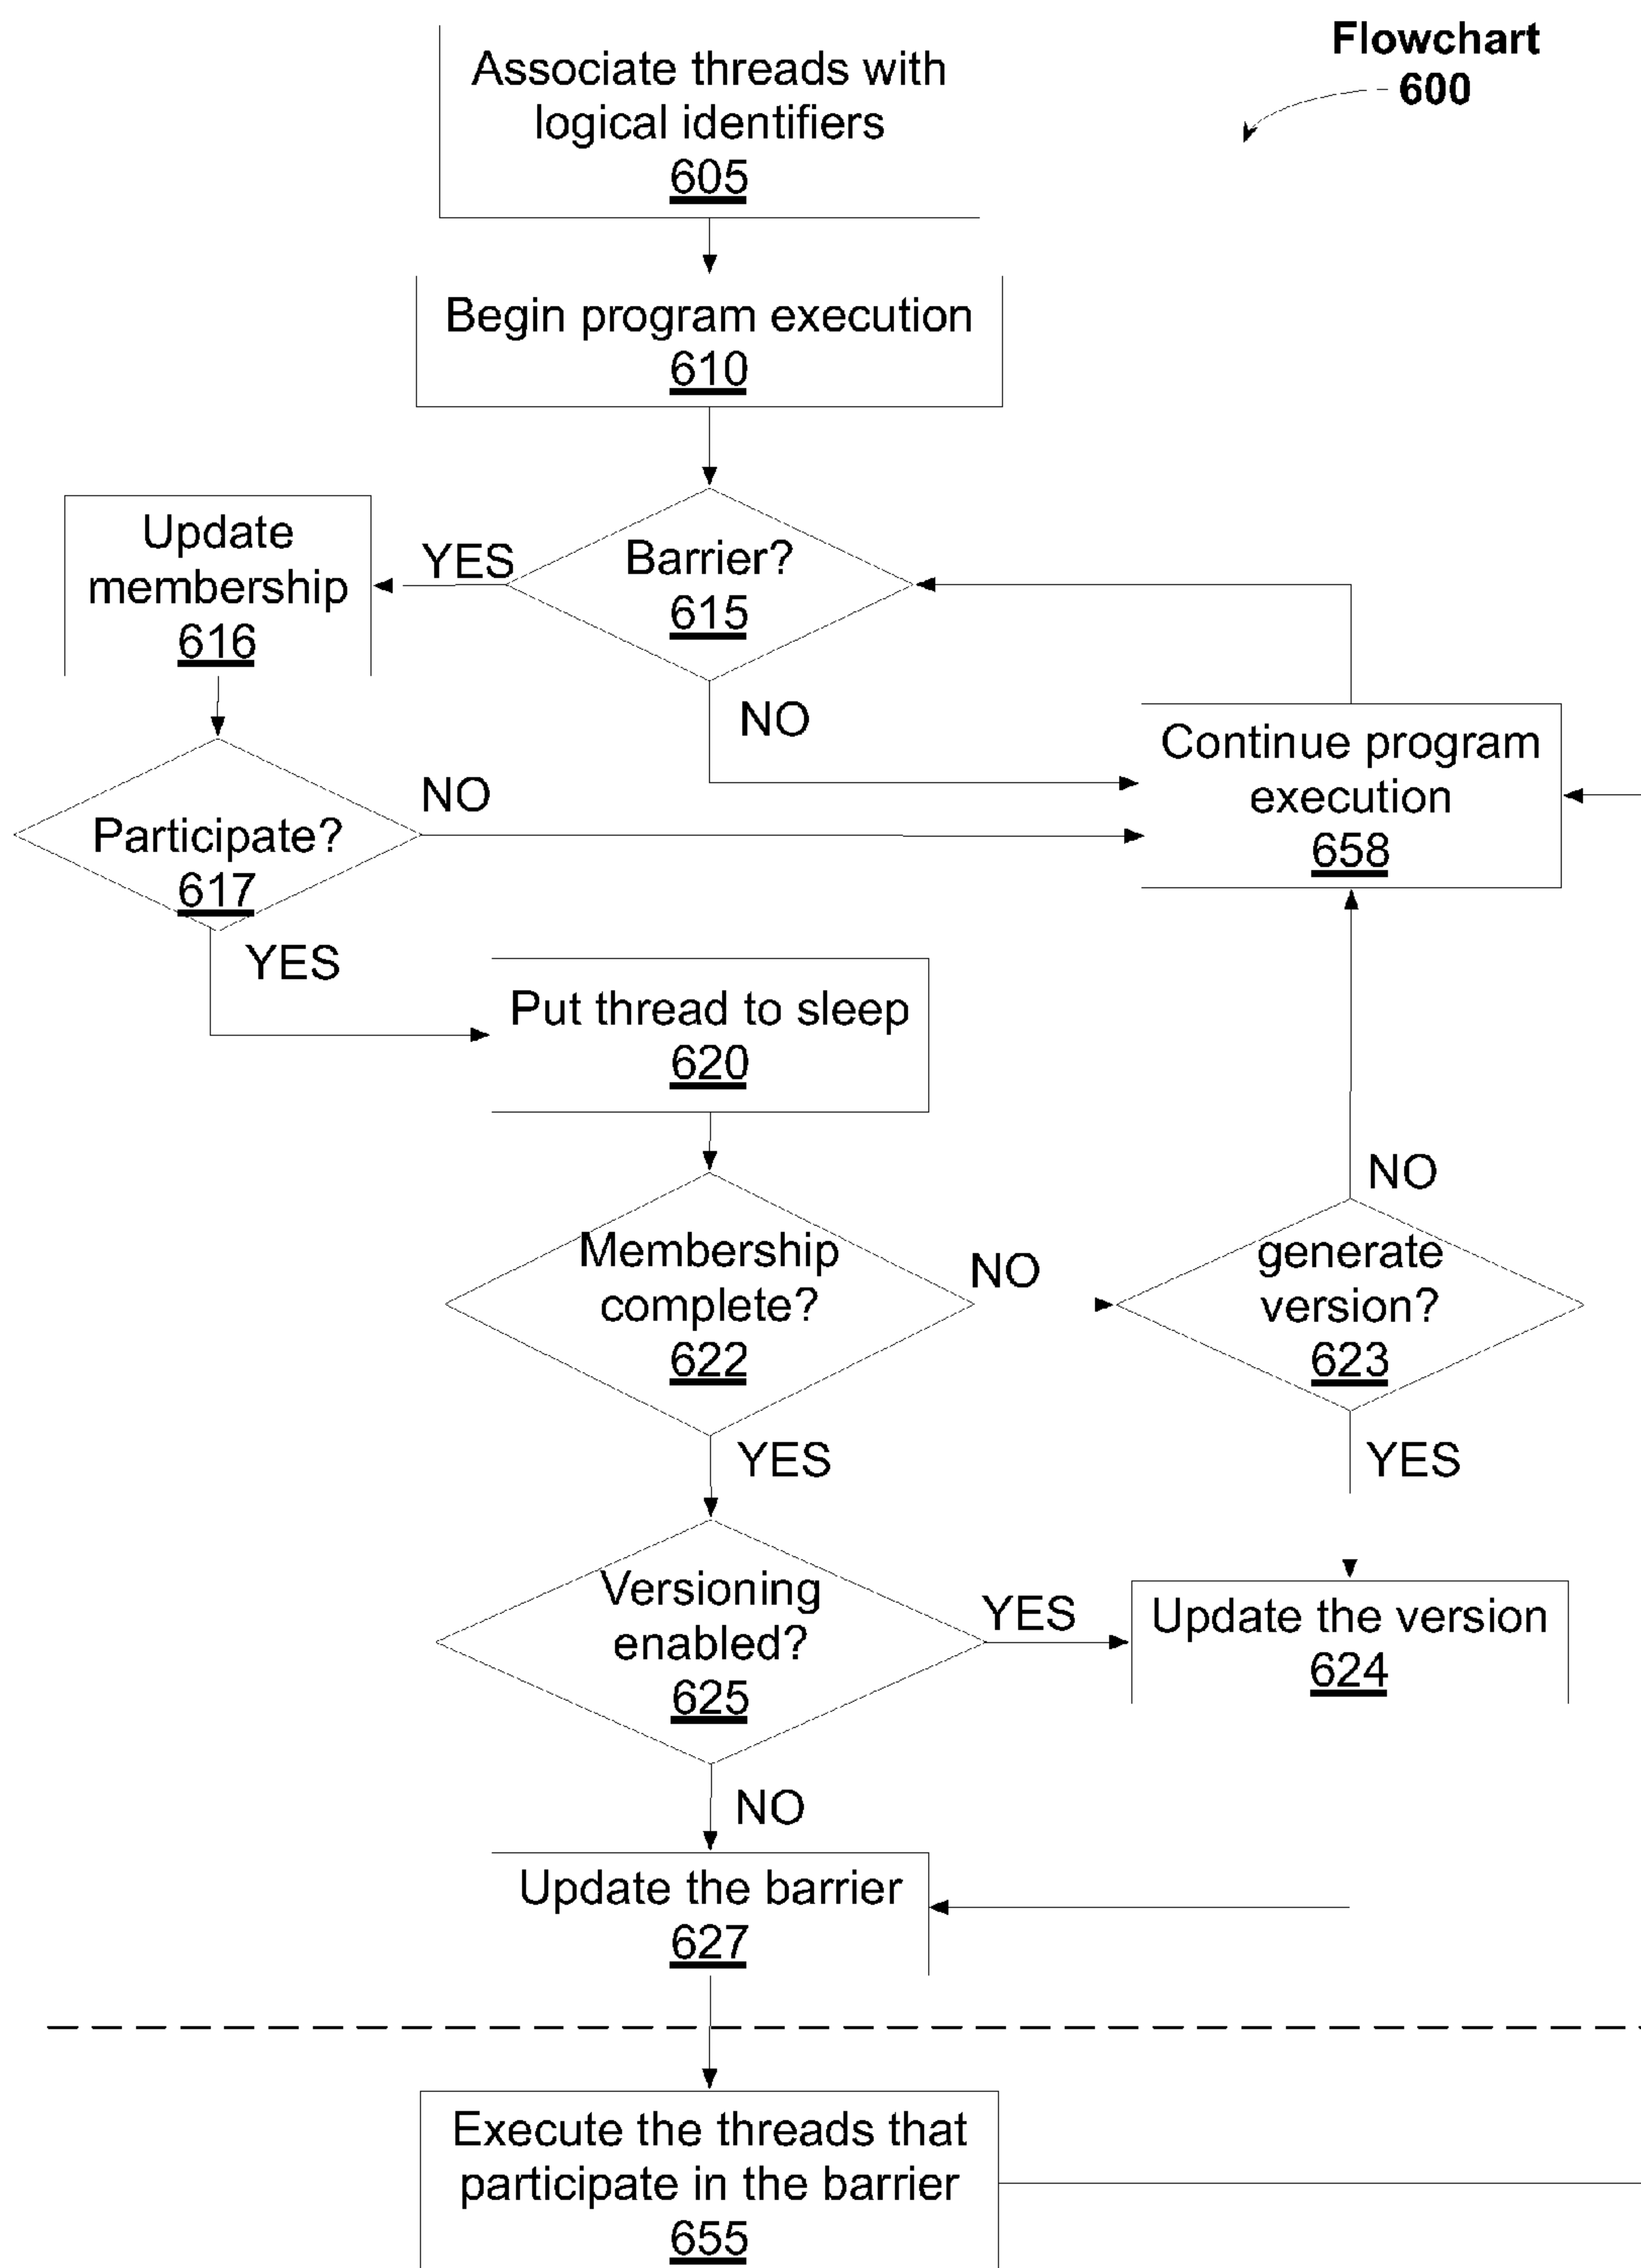 Flowchart
600
Associate threads with
logical identifiers
605
Begin program execution
610
Barrier?
615
YES
NO
Update
membership
616
Participate?
617
NO
YES
Continue program
execution
658
Put thread to sleep
620
Membership
complete?
622
NO
YES
generate
version?
623
NO
YES
Versioning
enabled?
625
YES
NO
Update the version
624
Update the barrier
627
Execute the threads that
participate in the barrier
655